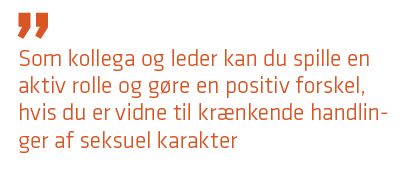 ”
Som kollega og leder kan du spille en
aktiv rolle og gøre en positiv forskel,
hvis du er vidne til krænkende handlin-
ger af seksuel karakter